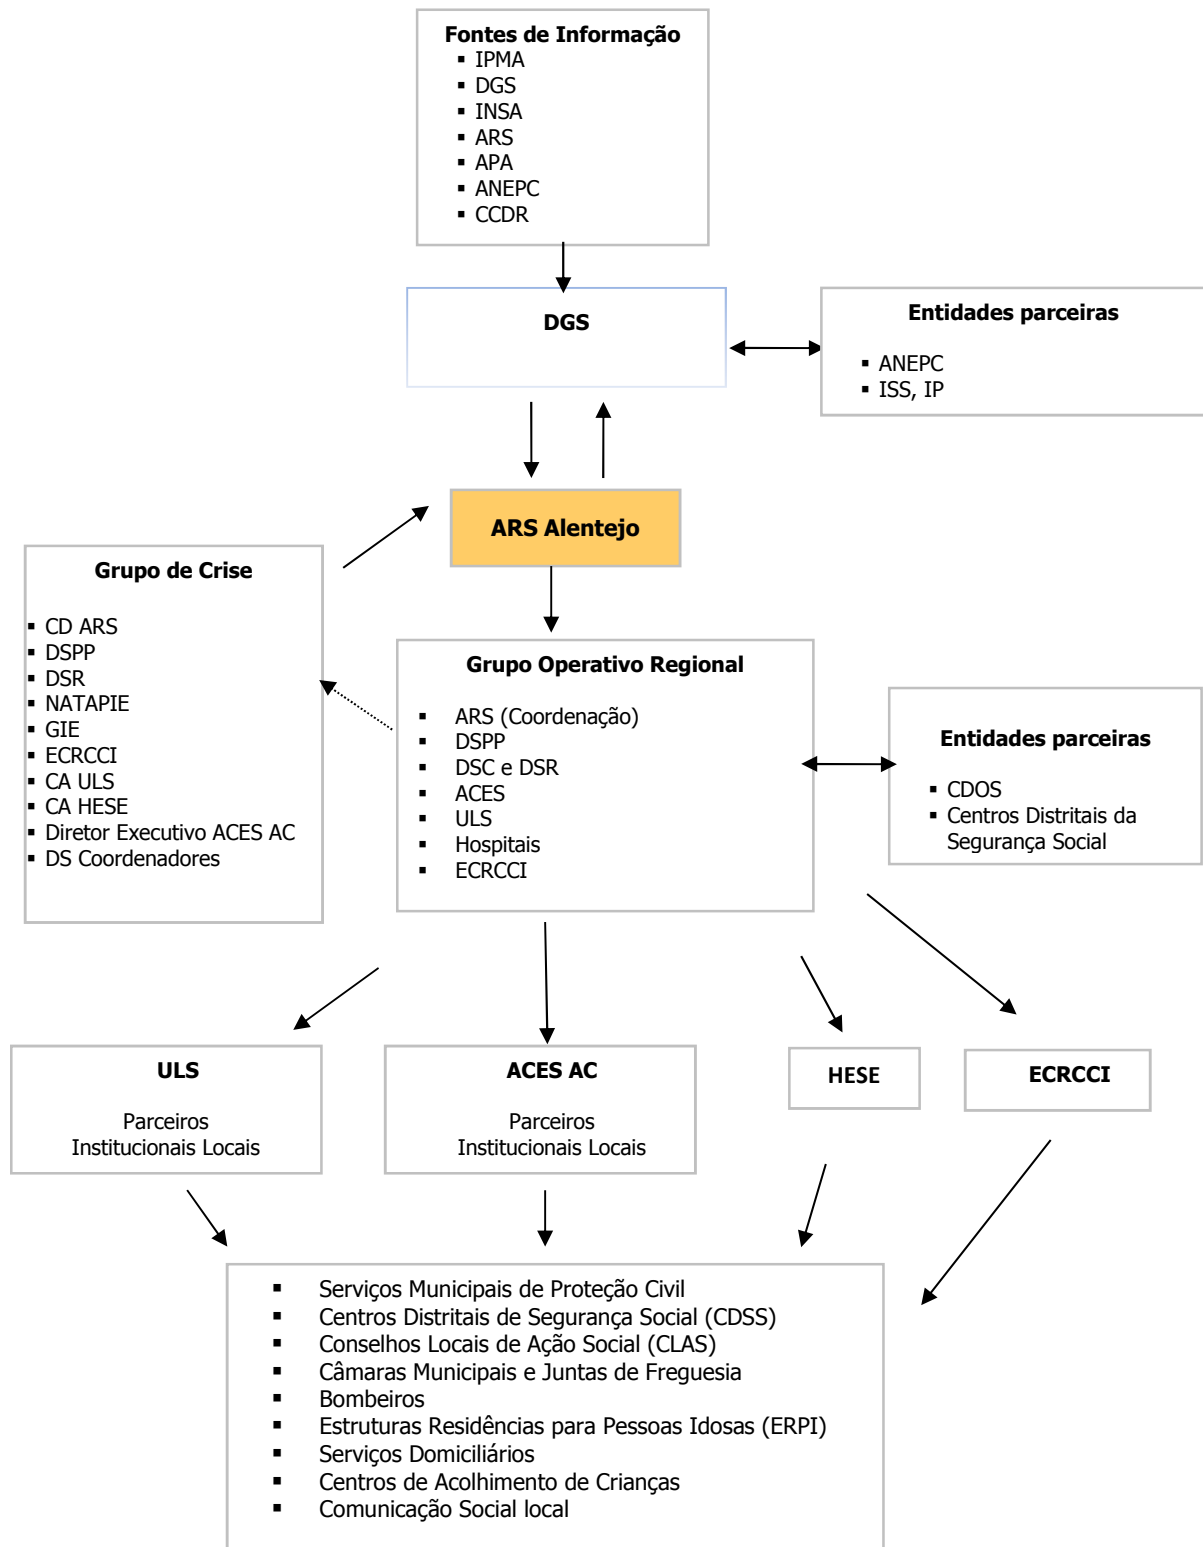 Fontes de Informação
▪ IPMA
▪ DGS
▪ INSA
▪ ARS
▪ APA
▪ ANEPC
▪ CCDR
DGS
Entidades parceiras
▪ ANEPC
▪ ISS, IP
ARS Alentejo
Grupo de Crise
▪ CD ARS
▪ DSPP
▪ DSR
▪ NATAPIE
▪ GIE
▪ ECRCCI
▪ CA ULS
▪ CA HESE
▪ Diretor Executivo ACES AC
▪ DS Coordenadores
Grupo Operativo Regional
▪ ARS (Coordenação)
▪ DSPP
▪ DSC e DSR
▪ ACES
▪ ULS
▪ Hospitais
▪ ECRCCI
Entidades parceiras
▪ CDOS
▪ Centros Distritais da
Segurança Social
ULS
Parceiros
Institucionais Locais
ACES AC
Parceiros
Institucionais Locais
HESE
ECRCCI
▪ Serviços Municipais de Proteção Civil
▪ Centros Distritais de Segurança Social (CDSS)
▪ Conselhos Locais de Ação Social (CLAS)
▪ Câmaras Municipais e Juntas de Freguesia
▪ Bombeiros
▪ Estruturas Residências para Pessoas Idosas (ERPI)
▪ Serviços Domiciliários
▪ Centros de Acolhimento de Crianças
▪ Comunicação Social local